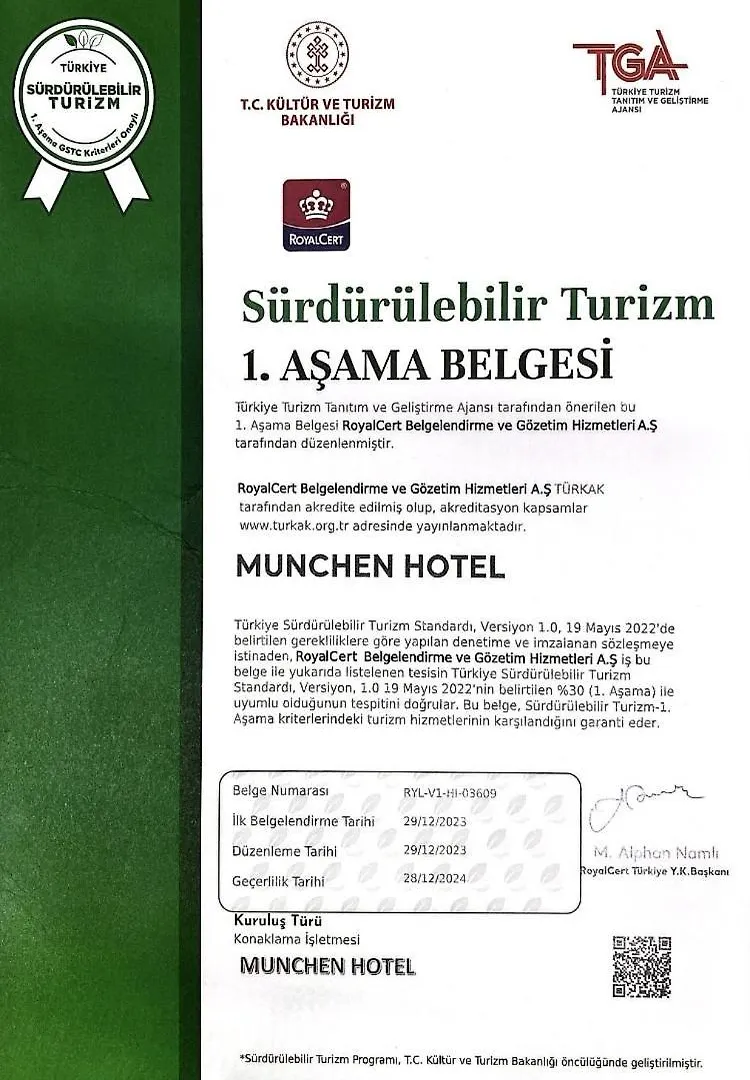 TÜRKİYE
SÜRDÜRÜLEBİLİR
TURİZM
1. Aşama GSTC Kriterleri Onaylı
T.C. KÜLTÜR VE TURİZM
BAKANLIĞI
TGA
TÜRKİYE TURİZM
TANITIM VE GELİŞTİRME
AJANSI
®
ROYALCERT
Sürdürülebilir Turizm
1. AŞAMA BELGESİ
Türkiye Turizm Tanıtım ve Geliştirme Ajansı tarafından önerilen bu
1. Aşama Belgesi RoyalCert Belgelendirme ve Gözetim Hizmetleri A.Ş
tarafından düzenlenmiştir.
RoyalCert Belgelendirme ve Gözetim Hizmetleri A.Ş TÜRKAK
tarafından akredite edilmiş olup, akreditasyon kapsamlar
www.turkak.org.tr adresinde yayınlanmaktadır.
MUNCHEN HOTEL
Türkiye Sürdürülebilir Turizm Standardı, Versiyon 1.0, 19 Mayıs 2022'de
belirtilen gerekliliklere göre yapılan denetime ve imzalanan sözleşmeye
istinaden, RoyalCert Belgelendirme ve Gözetim Hizmetleri A.Ş iş bu
belge ile yukarıda listelenen tesisin Türkiye Sürdürülebilir Turizm
Standardı, Versiyon, 1.0 19 Mayıs 2022'nin belirtilen %30 (1. Aşama) ile
uyumlu olduğunun tespitini doğrular. Bu belge, Sürdürülebilir Turizm-1.
Aşama kriterlerindeki turizm hizmetlerinin karşılandığını garanti eder.
Belge Numarası RYL-V1-HI-03609
İlk Belgelendirme Tarihi 29/12/2023
Düzenleme Tarihi 29/12/2023
Geçerlilik Tarihi 28/12/2024
M. Alphan Namlı
RoyalCert Türkiye Y.K.Başkanı
Kuruluş Türü
Konaklama İşletmesi
MUNCHEN HOTEL
*Sürdürülebilir Turizm Programı, T.C. Kültür ve Turizm Bakanlığı öncülüğünde geliştirilmiştir.